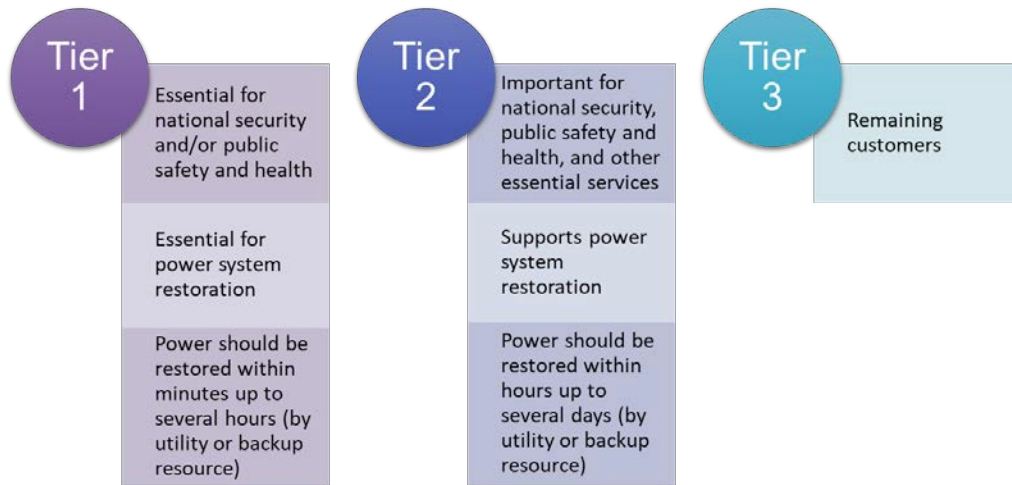 Tier
1
Essential for
national security
and/or public
safety and health
Essential for
power system
restoration
Power should be
restored within
minutes up to
several hours (by
utility or backup
resource)
Tier
2
Important for
national security,
public safety and
health, and other
essential services
Supports power
system
restoration
Power should be
restored within
hours up to
several days (by
utility or backup
resource)
Tier
3
Remaining
customers